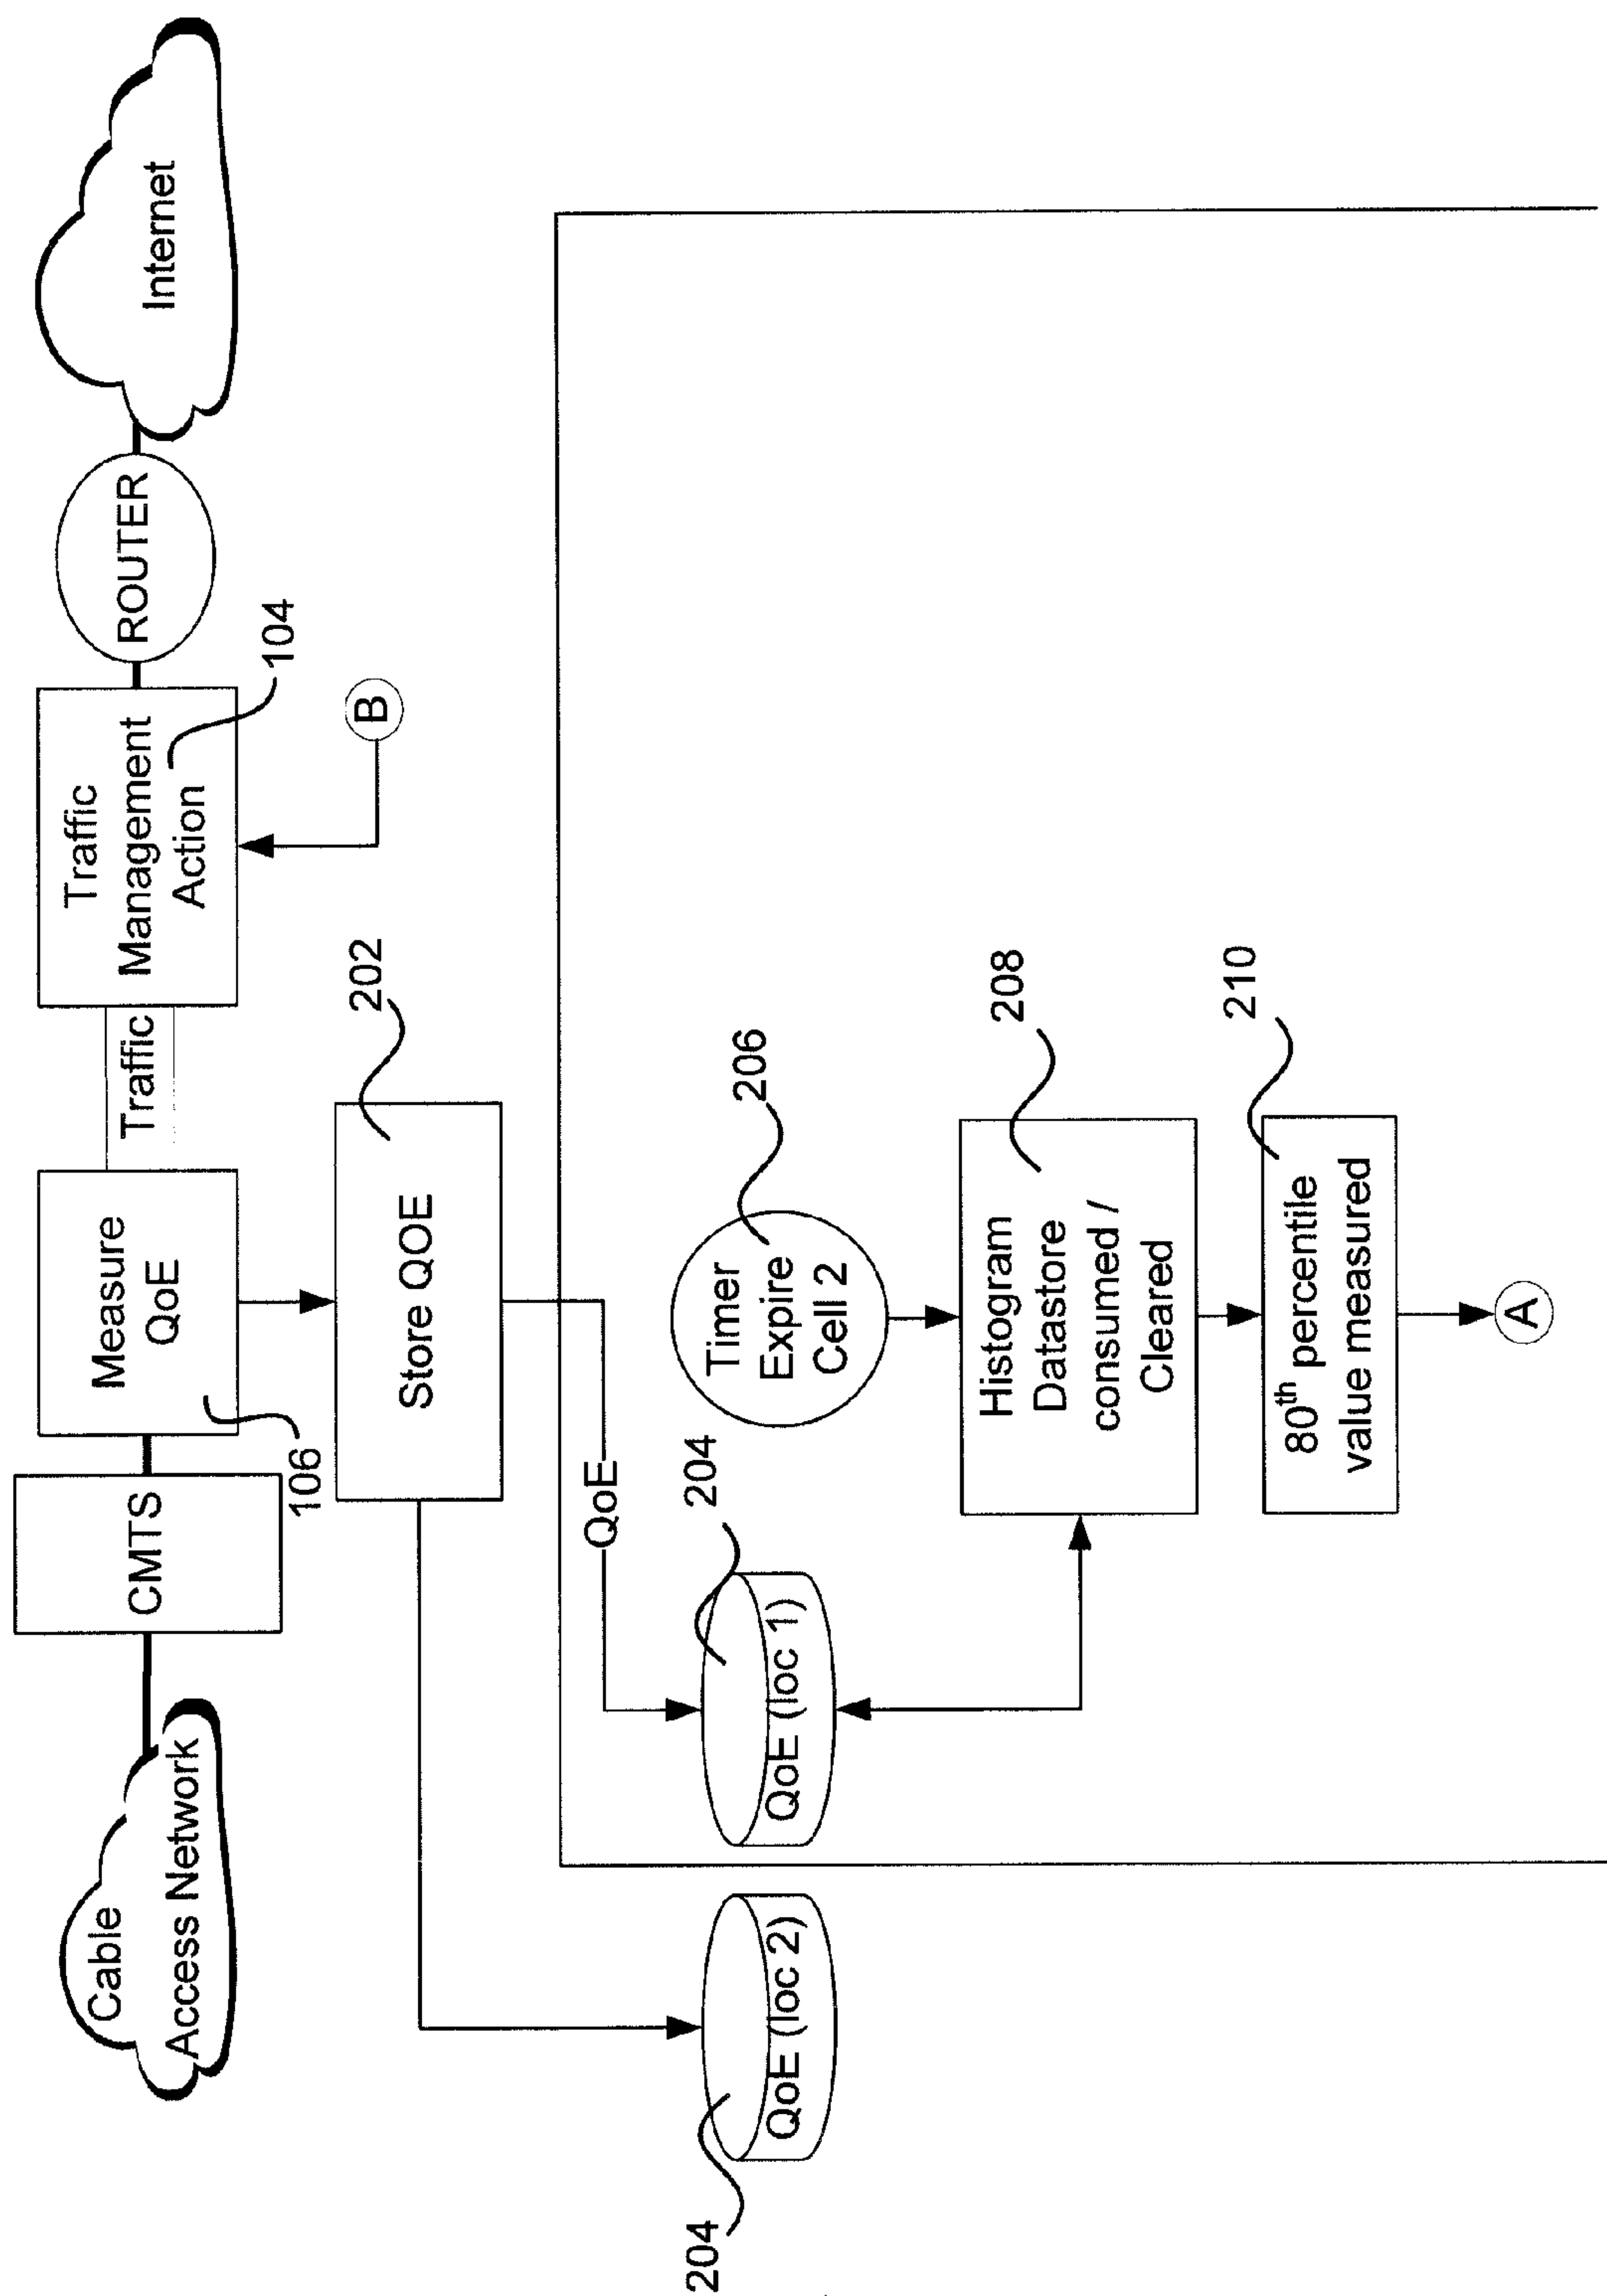 Cable
Access Network
CMTS
Measure
QoE
106
Traffic
Traffic
Management
Action
104
ROUTER
Internet
B
Store QOE
202
QoE
QoE (loc 2)
204
QoE (loc 1)
204
Timer
Expire
Cell 2
206
Histogram
Datastore
consumed /
Cleared
208
80th percentile
value measured
210
A